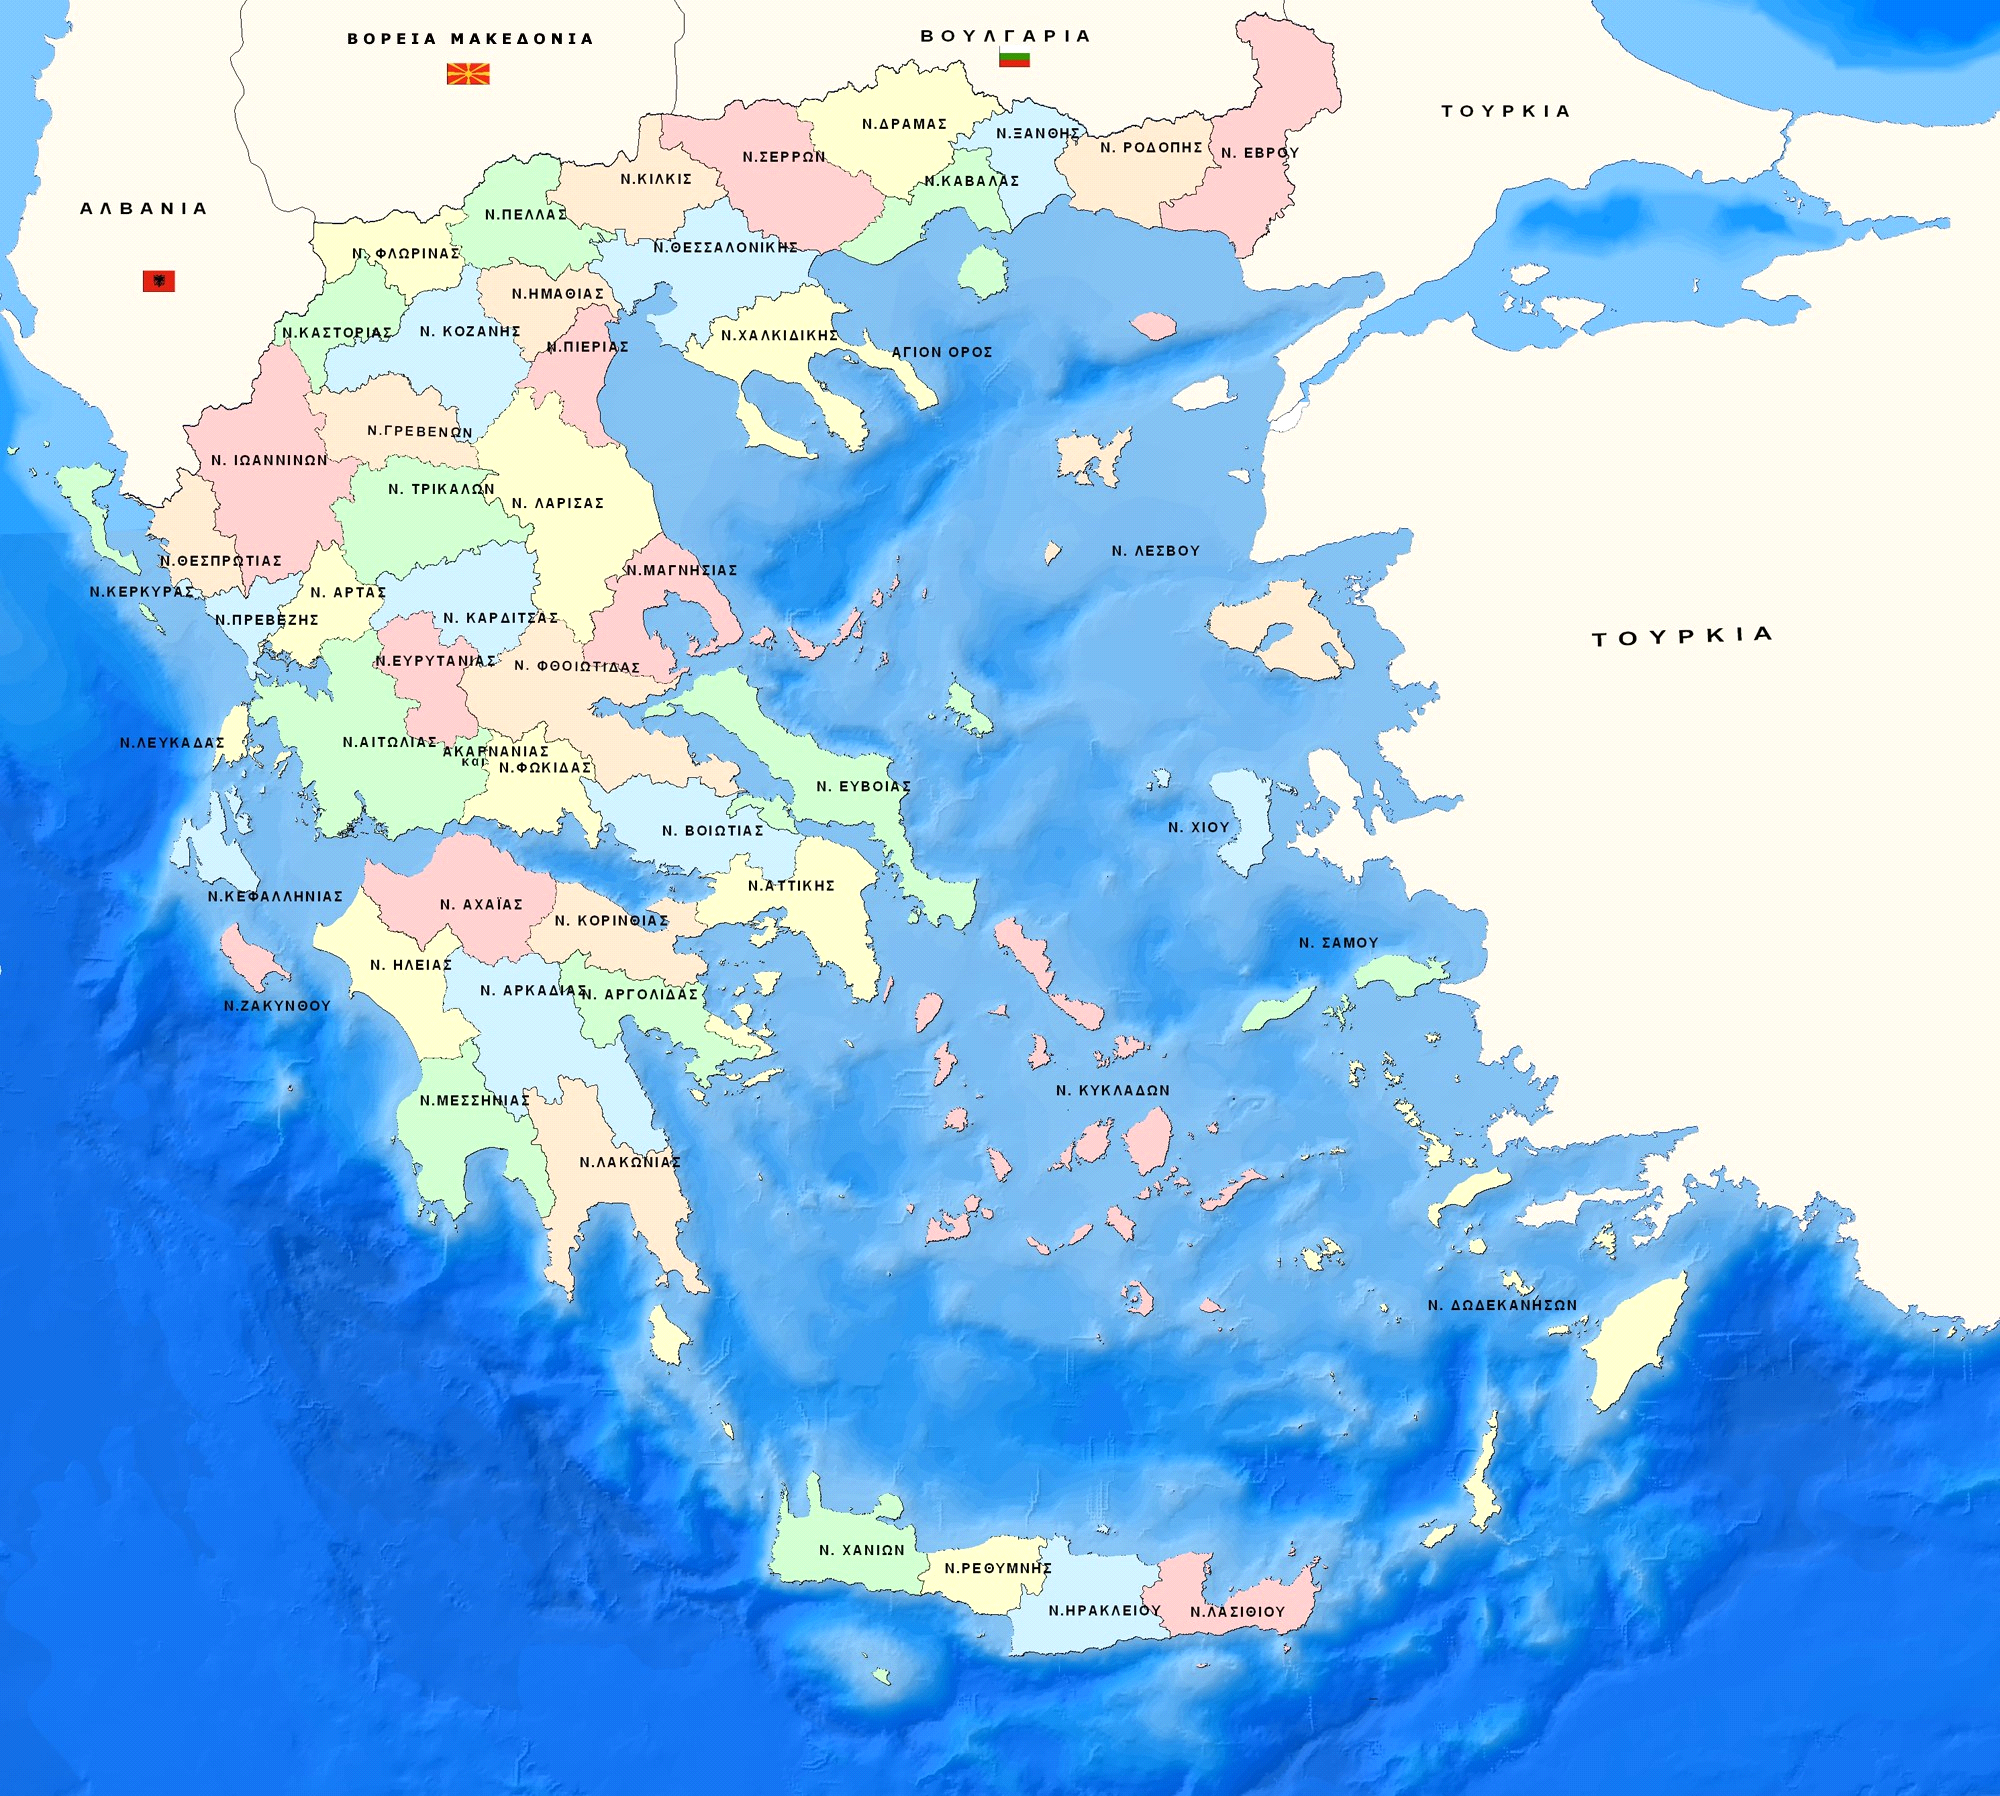 ΒΟΡΕΙΑ ΜΑΚΕΔΟΝΙΑ
ΒΟΥΛΓΑΡΙΑ
ΤΟΥΡΚΙΑ
ΑΛΒΑΝΙΑ
Ν.ΔΡΑΜΑΣ
Ν.ΞΑΝΘΗΣ
Ν. ΡΟΔΟΠΗΣ
Ν. ΕΒΡΟΥ
Ν.ΣΕΡΡΩΝ
Ν.ΚΙΛΚΙΣ
Ν.ΚΑΒΑΛΑΣ
Ν.ΠΕΛΛΑΣ
Ν.ΘΕΣΣΑΛΟΝΙΚΗΣ
Ν. ΦΛΩΡΙΝΑΣ
Ν.ΗΜΑΘΙΑΣ
Ν.ΚΑΣΤΟΡΙΑΣ
Ν. ΚΟΖΑΝΗΣ
Ν.ΠΙΕΡΙΑΣ
Ν.ΧΑΛΚΙΔΙΚΗΣ
ΑΓΙΟΝ ΟΡΟΣ
Ν.ΓΡΕΒΕΝΩΝ
Ν. ΙΩΑΝΝΙΝΩΝ
Ν. ΤΡΙΚΑΛΩΝ
Ν. ΛΑΡΙΣΑΣ
Ν. ΛΕΣΒΟΥ
Ν.ΘΕΣΠΡΩΤΙΑΣ
Ν.ΜΑΓΝΗΣΙΑΣ
Ν.ΚΕΡΚΥΡΑΣ
Ν. ΑΡΤΑΣ
Ν.ΠΡΕΒΕΖΗΣ
Ν. ΚΑΡΔΙΤΣΑΣ
ΤΟΥΡΚΙΑ
Ν.ΕΥΡΥΤΑΝΙΑΣ
Ν. ΦΘΟΙΩΤΙΔΑΣ
Ν.ΛΕΥΚΑΔΑΣ
Ν.ΑΙΤΩΛΙΑΣ
ΑΚΑΡΝΑΝΙΑΣ
και
Ν.ΦΩΚΙΔΑΣ
Ν. ΕΥΒΟΙΑΣ
Ν. ΒΟΙΩΤΙΑΣ
Ν. ΧΙΟΥ
Ν.ΑΤΤΙΚΗΣ
Ν.ΚΕΦΑΛΛΗΝΙΑΣ
Ν. ΑΧΑΪΑΣ
Ν. ΚΟΡΙΝΘΙΑΣ
Ν. ΣΑΜΟΥ
Ν. ΗΛΕΙΑΣ
Ν. ΑΡΚΑΔΙΑΣ
Ν. ΑΡΓΟΛΙΔΑΣ
Ν.ΖΑΚΥΝΘΟΥ
Ν. ΚΥΚΛΑΔΩΝ
Ν.ΜΕΣΣΗΝΙΑΣ
Ν.ΛΑΚΩΝΙΑΣ
Ν. ΔΩΔΕΚΑΝΗΣΩΝ
Ν. ΧΑΝΙΩΝ
Ν.ΡΕΘΥΜΝΗΣ
Ν.ΗΡΑΚΛΕΙΟΥ
Ν.ΛΑΣΙΘΙΟΥ